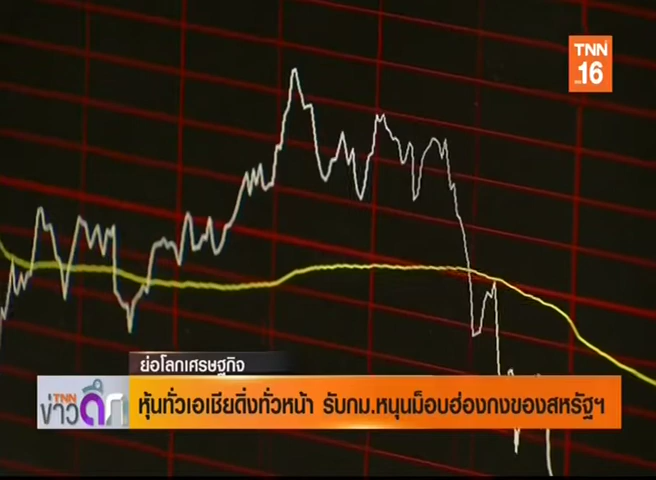 TNN
ช่อง 16
ย่อโลกเศรษฐกิจ
TNN
ข่าวดึก
หุ้นทั่วเอเชียดิ่งทั่วหน้า รับกม.หนุนม็อบฮ่องกงของสหรัฐฯ